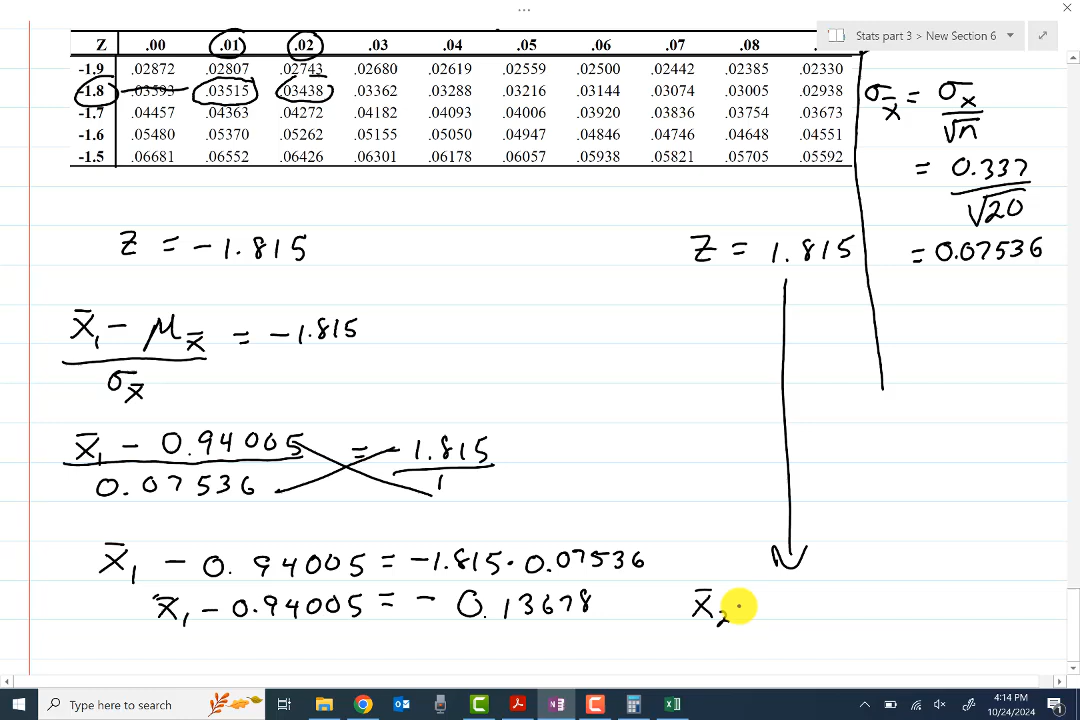 Stats part 3 > New Section 6
Z .00 .01 .02 .03 .04 .05 .06 .07 .08
-1.9 .02872 .02807 .02743 .02680 .02619 .02559 .02500 .02442 .02385 .02330
-1.8 .03593 .03515 .03438 .03362 .03288 .03216 .03144 .03074 .03005 .02938
-1.7 .04457 .04363 .04272 .04182 .04093 .04006 .03920 .03836 .03754 .03673
-1.6 .05480 .05370 .05262 .05155 .05050 .04947 .04846 .04746 .04648 .04551
-1.5 .06681 .06552 .06426 .06301 .06178 .06057 .05938 .05821 .05705 .05592
σx̄ = σx / √n
= 0.337 / √20
= 0.07536
Z = -1.815
Z = 1.815
x̄1 - μx̄ = -1.815
σx̄
x̄1 - 0.94005 = -1.815
0.07536 1
x̄1 - 0.94005 = -1.815 · 0.07536
x̄1 - 0.94005 = - 0.13678
x̄2
Type here to search
4:14 PM
10/24/2024